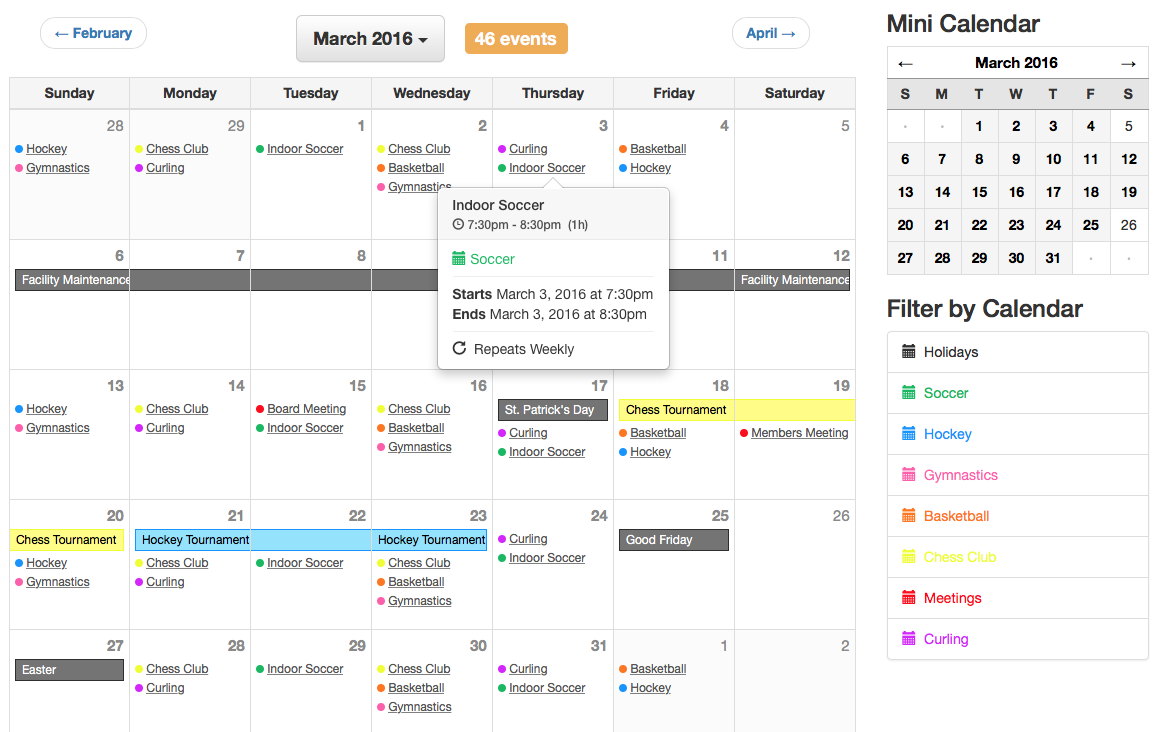 ← February
March 2016
46 events
April →
Sunday Monday Tuesday Wednesday Thursday Friday Saturday
28 29 1 2 3 4 5
Hockey Chess Club Indoor Soccer Chess Club Curling Basketball
Gymnastics Curling Basketball Indoor Soccer Hockey
Gymnastics
Indoor Soccer
7:30pm - 8:30pm (1h)
Soccer
Starts March 3, 2016 at 7:30pm
Ends March 3, 2016 at 8:30pm
Repeats Weekly
6 7 8 11 12
Facility Maintenance Facility Maintenance
13 14 15 16 17 18 19
Hockey Chess Club Board Meeting Chess Club St. Patrick's Day Chess Tournament
Gymnastics Curling Indoor Soccer Basketball Curling Basketball Members Meeting
Gymnastics Indoor Soccer Hockey
20 21 22 23 24 25 26
Chess Tournament Hockey Tournament Hockey Tournament Curling Good Friday
Hockey Chess Club Indoor Soccer Chess Club Indoor Soccer
Gymnastics Curling Basketball
Gymnastics
27 28 29 30 31 1 2
Easter Chess Club Indoor Soccer Chess Club Curling Basketball
Curling Basketball Indoor Soccer Hockey
Gymnastics
Mini Calendar
← March 2016 →
S M T W T F S
· · 1 2 3 4 5
6 7 8 9 10 11 12
13 14 15 16 17 18 19
20 21 22 23 24 25 26
27 28 29 30 31 · ·
Filter by Calendar
Holidays
Soccer
Hockey
Gymnastics
Basketball
Chess Club
Meetings
Curling